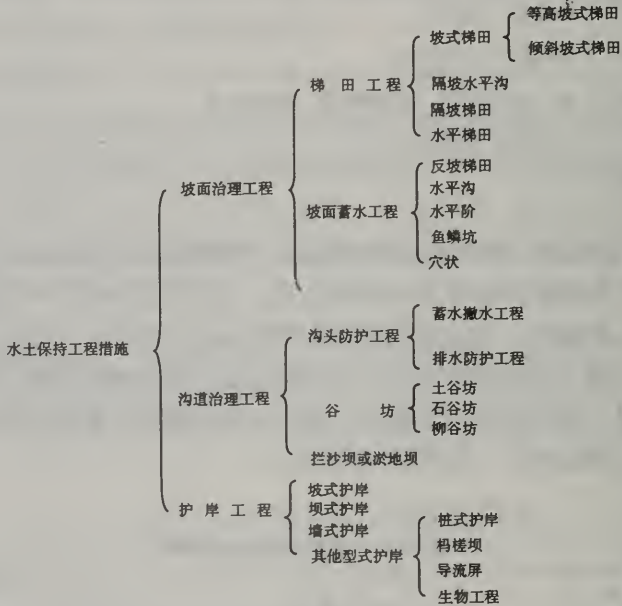 等高坡式梯田
坡式梯田
倾斜坡式梯田
梯田工程
隔坡水平沟
隔坡梯田
水平梯田
反坡梯田
坡面治理工程
水平沟
坡面蓄水工程
水平阶
鱼鳞坑
穴状
蓄水撇水工程
沟头防护工程
水土保持工程措施
排水防护工程
土谷坊
沟道治理工程
谷坊
石谷坊
柳谷坊
拦沙坝或淤地坝
坡式护岸
护岸工程
坝式护岸
墙式护岸
桩式护岸
其他型式护岸
杩槎坝
导流屏
生物工程